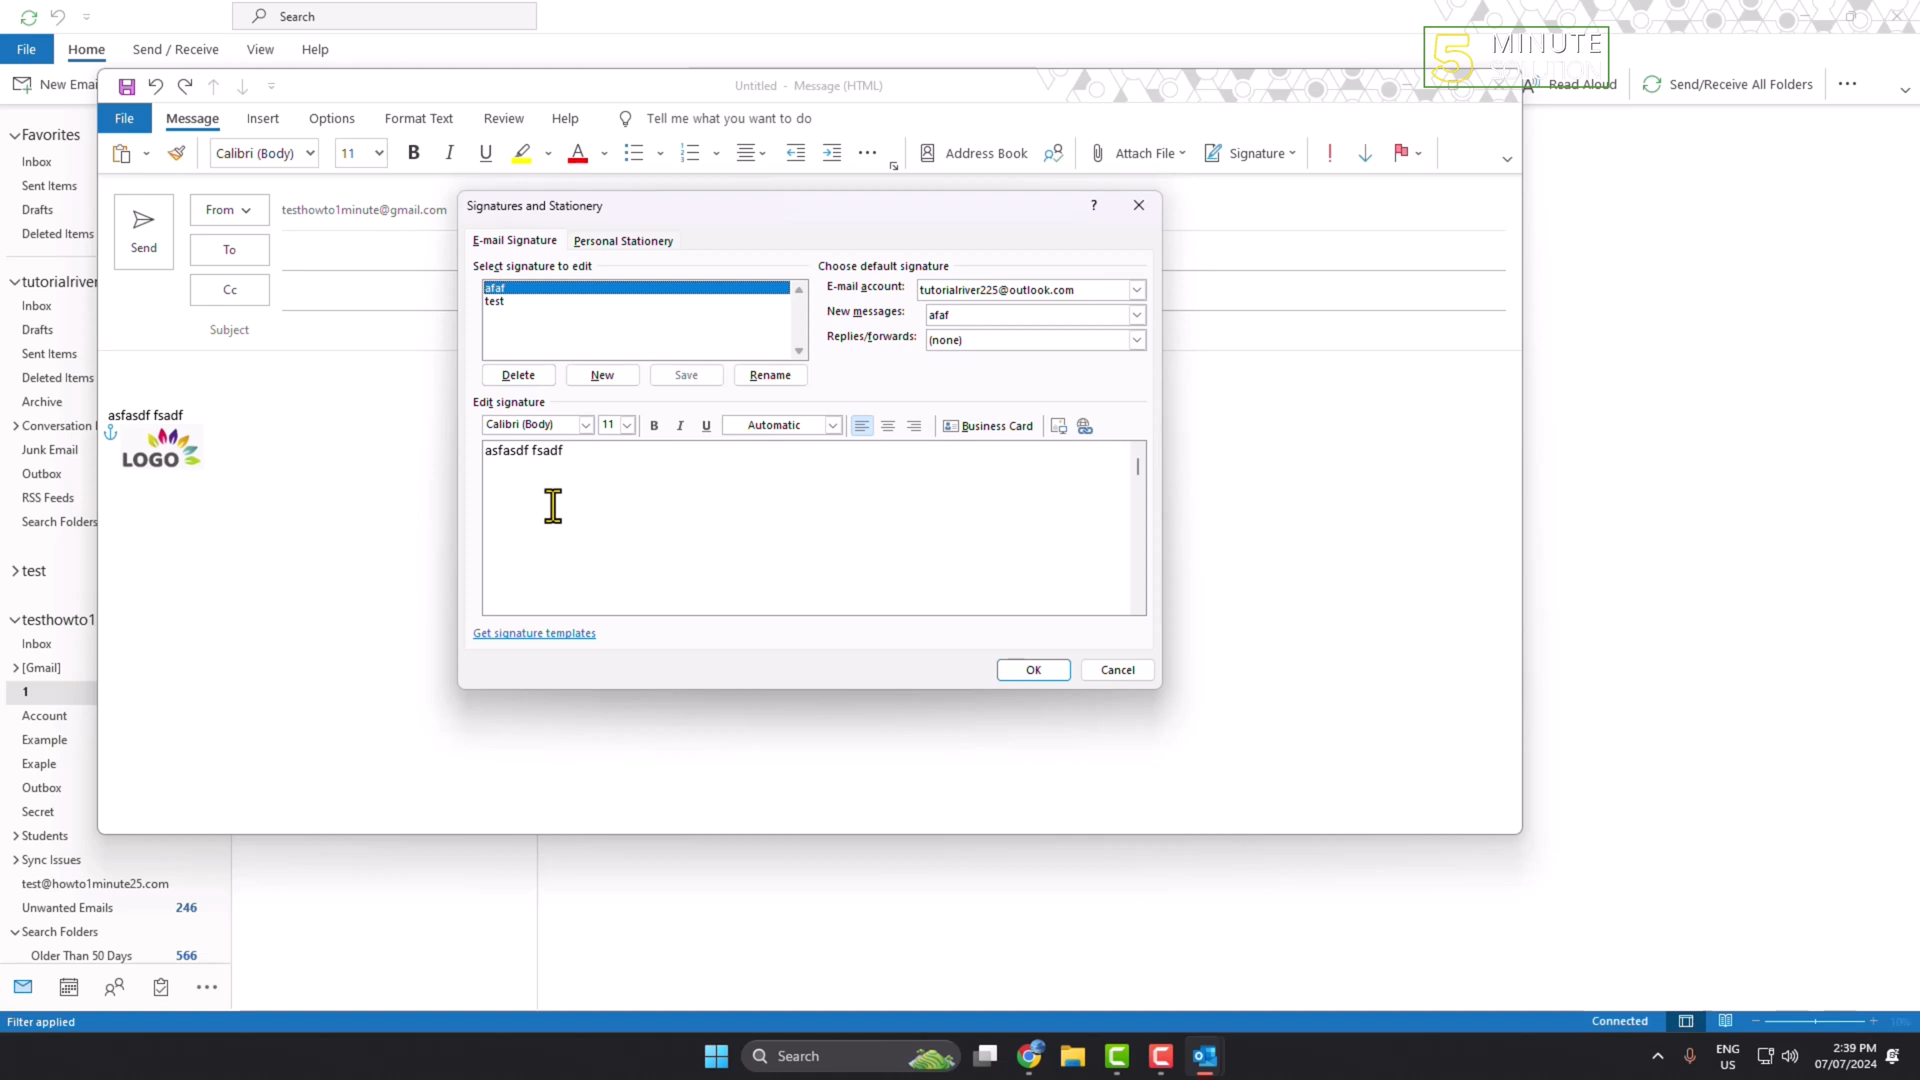 Search
5 MINUTE
SOLUTION
File
Home
Send / Receive
View
Help
New Emai
Untitled - Message (HTML)
Read Aloud
Send/Receive All Folders
File
Message
Insert
Options
Format Text
Review
Help
Tell me what you want to do
Calibri (Body)
11
B
I
U
A
Address Book
Attach File
Signature
Favorites
Inbox
Sent Items
Drafts
Deleted Items
tutorialriver
Inbox
Drafts
Sent Items
Deleted Items
Archive
Conversation
Junk Email
Outbox
RSS Feeds
Search Folders
test
testhowto1
Inbox
[Gmail]
1
Account
Example
Exaple
Outbox
Secret
Students
Sync Issues
test@howto1minute25.com
Unwanted Emails 246
Search Folders
Older Than 50 Days 566
Send
From
testhowto1minute@gmail.com
To
Cc
Subject
asfasdf fsadf
LOGO
Signatures and Stationery
?
E-mail Signature
Personal Stationery
Select signature to edit
afaf
test
Delete
New
Save
Rename
Choose default signature
E-mail account:
tutorialriver225@outlook.com
New messages:
afaf
Replies/forwards:
(none)
Edit signature
Calibri (Body)
11
B
I
U
Automatic
Business Card
asfasdf fsadf
Get signature templates
OK
Cancel
Filter applied
Connected
10%
Search
ENG
US
2:39 PM
07/07/2024